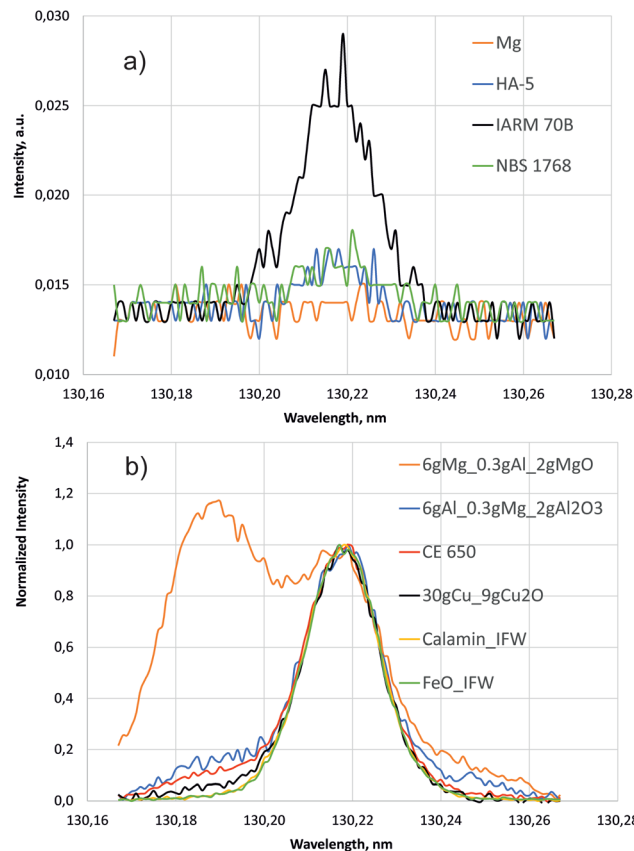 0,030
0,025
0,020
0,015
0,010
Intensity, a.u.
a)
Mg
HA-5
IARM 70B
NBS 1768
130,16 130,18 130,20 130,22 130,24 130,26 130,28
Wavelength, nm
1,4
1,2
1,0
0,8
0,6
0,4
0,2
0,0
Normalized Intensity
b)
6gMg_0.3gAl_2gMgO
6gAl_0.3gMg_2gAl2O3
CE 650
30gCu_9gCu2O
Calamin_IFW
FeO_IFW
130,16 130,18 130,20 130,22 130,24 130,26 130,28
Wavelength, nm